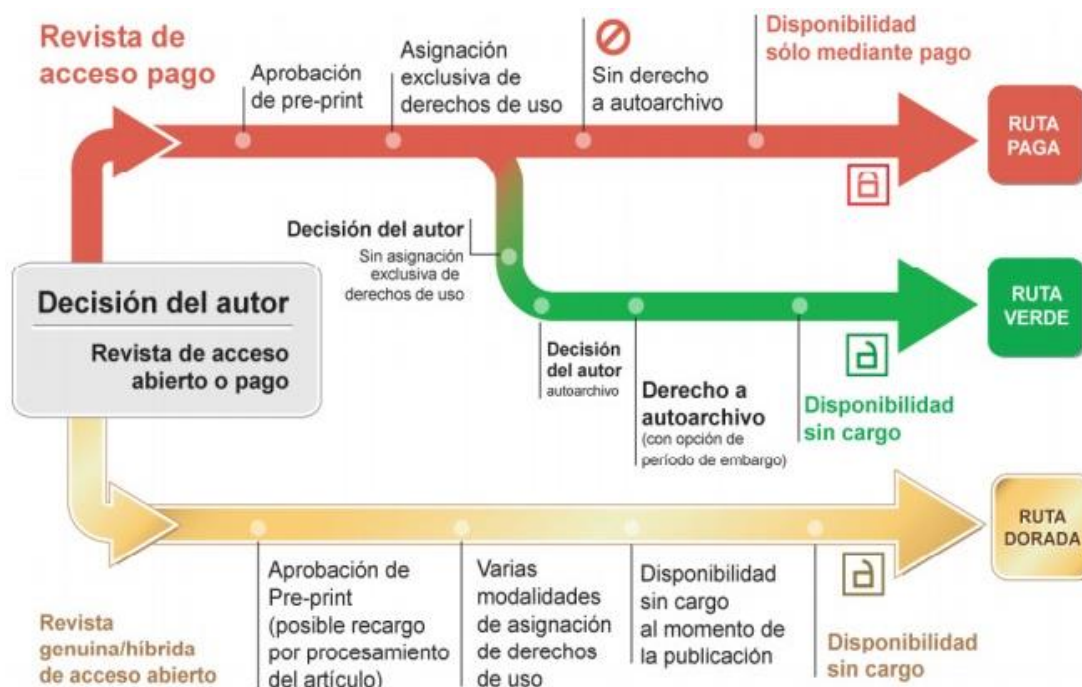 Revista de
acceso pago
Aprobación
de pre-print
Asignación
exclusiva de
derechos de uso
Sin derecho
a autoarchivo
Disponibilidad
sólo mediante pago
RUTA
PAGA
Decisión del autor
Sin asignación
exclusiva de
derechos de uso
Decisión
del autor
autoarchivo
Derecho a
autoarchivo
(con opción de
período de embargo)
Disponibilidad
sin cargo
RUTA
VERDE
Decisión del autor
Revista de acceso
abierto o pago
Revista
genuina/híbrida
de acceso abierto
Aprobación de
Pre-print
(posible recargo
por procesamiento
del artículo)
Varias
modalidades
de asignación
de derechos
de uso
Disponibilidad
sin cargo
al momento de
la publicación
Disponibilidad
sin cargo
RUTA
DORADA